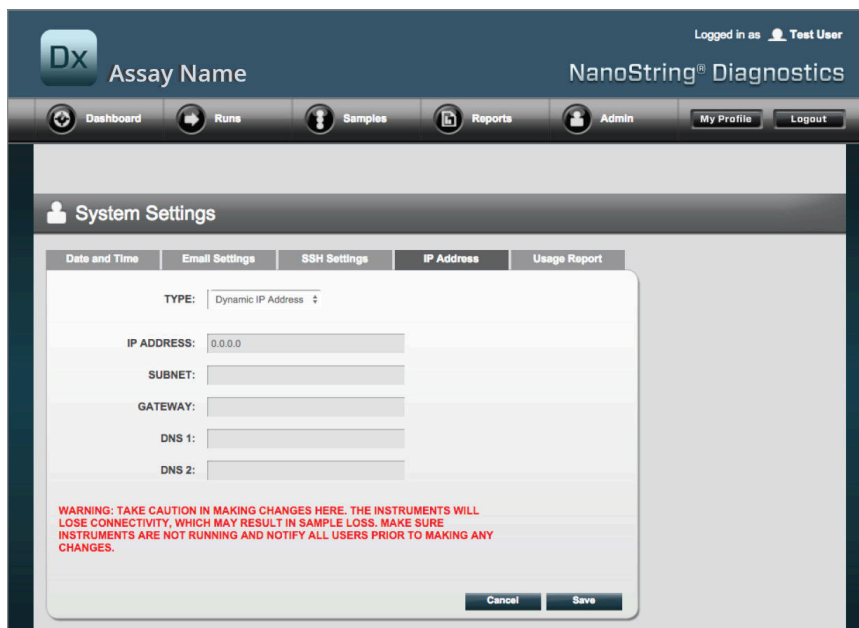 Logged in as Test User
Dx
Assay Name
NanoString® Diagnostics
Dashboard Runs Samples Reports Admin My Profile Logout
System Settings
Date and Time Email Settings SSH Settings IP Address Usage Report
TYPE: Dynamic IP Address
IP ADDRESS: 0.0.0.0
SUBNET:
GATEWAY:
DNS 1:
DNS 2:
WARNING: TAKE CAUTION IN MAKING CHANGES HERE. THE INSTRUMENTS WILL
LOSE CONNECTIVITY, WHICH MAY RESULT IN SAMPLE LOSS. MAKE SURE
INSTRUMENTS ARE NOT RUNNING AND NOTIFY ALL USERS PRIOR TO MAKING ANY
CHANGES.
Cancel Save